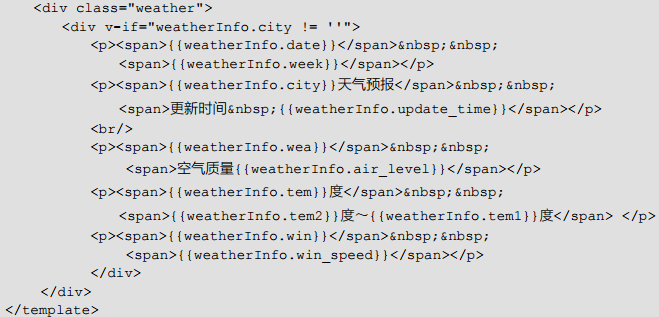 <div class="weather">
<div v-if="weatherInfo.city != ''">
<p><span>{{weatherInfo.date}}</span>&nbsp;&nbsp;
<span>{{weatherInfo.week}}</span></p>
<p><span>{{weatherInfo.city}}天气预报</span>&nbsp;&nbsp;
<span>更新时间&nbsp;{{weatherInfo.update_time}}</span></p>
<br/>
<p><span>{{weatherInfo.wea}}</span>&nbsp;&nbsp;
<span>空气质量{{weatherInfo.air_level}}</span></p>
<p><span>{{weatherInfo.tem}}度</span>&nbsp;&nbsp;
<span>{{weatherInfo.tem2}}度～{{weatherInfo.tem1}}度</span> </p>
<p><span>{{weatherInfo.win}}</span>&nbsp;&nbsp;
<span>{{weatherInfo.win_speed}}</span></p>
</div>
</div>
</template>